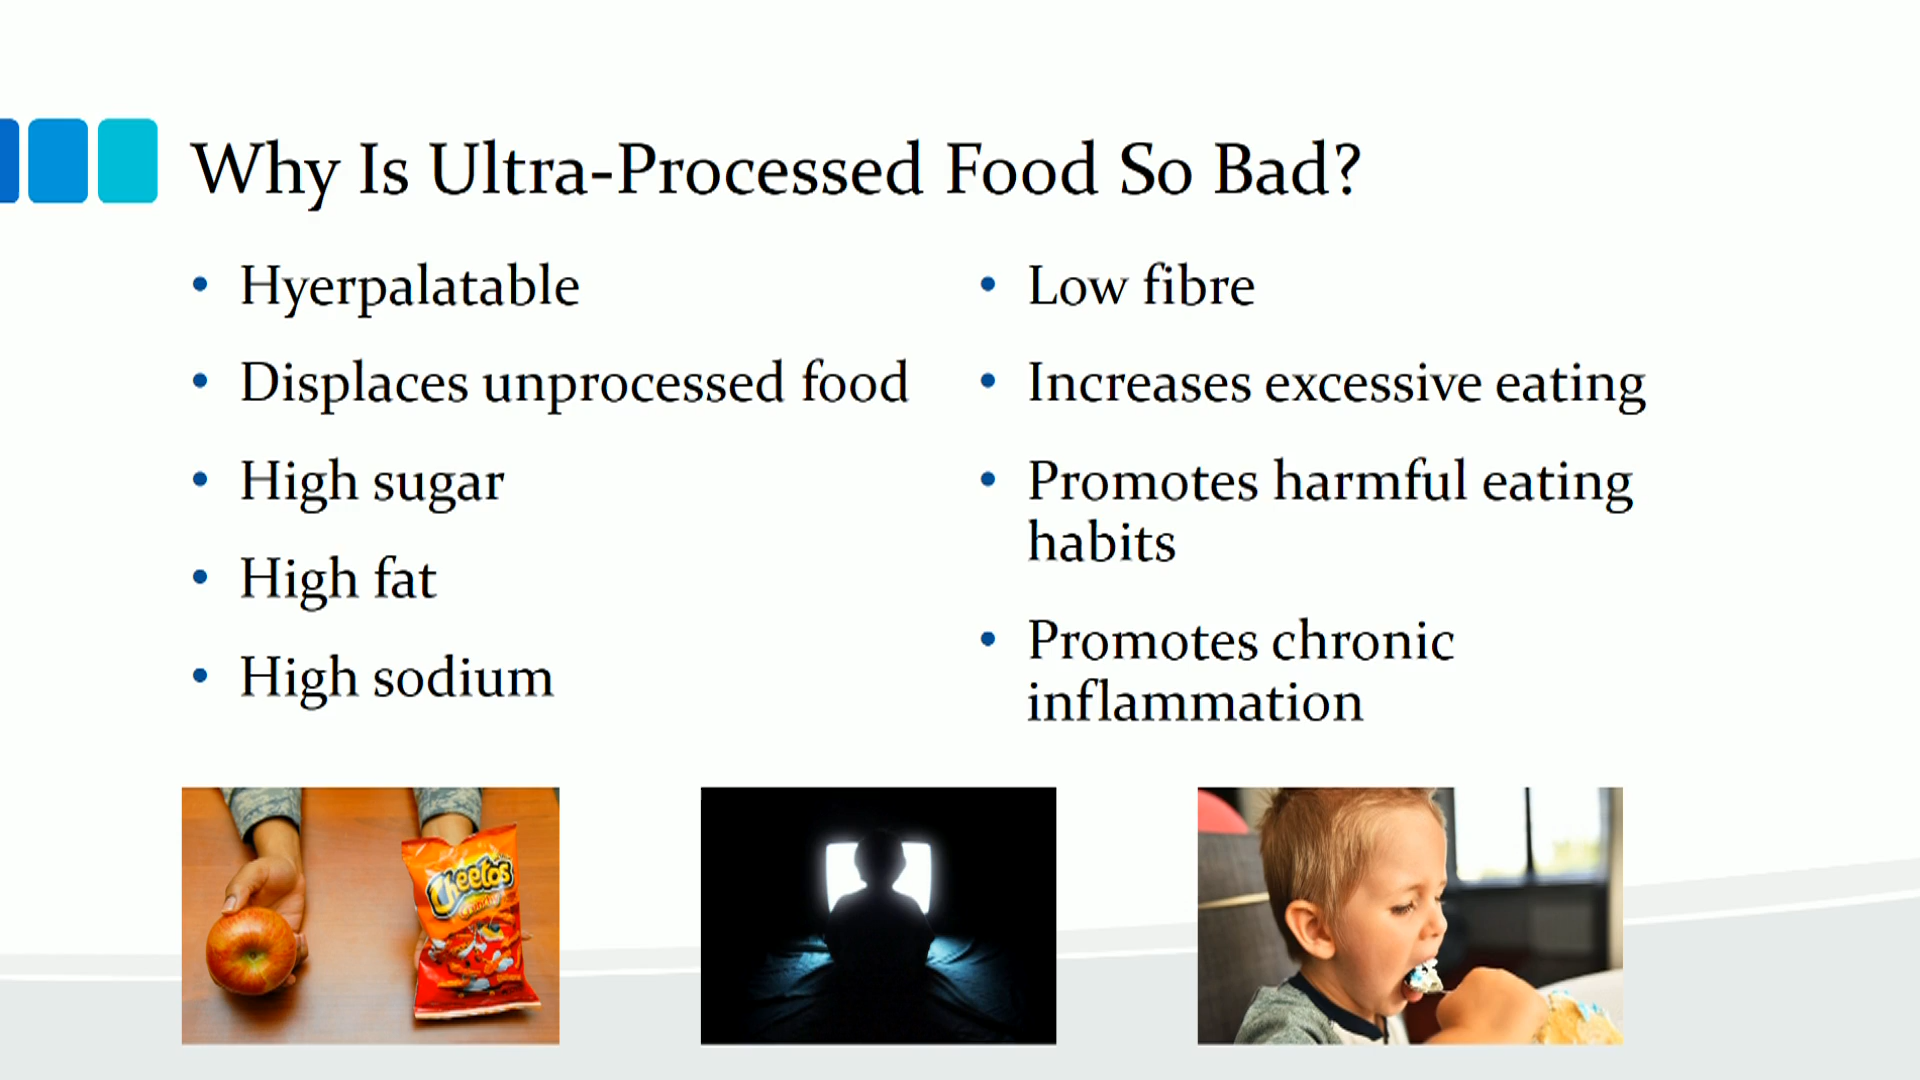 Why Is Ultra-Processed Food So Bad?
• Hyerpalatable
• Displaces unprocessed food
• High sugar
• High fat
• High sodium
• Low fibre
• Increases excessive eating
• Promotes harmful eating
habits
• Promotes chronic
inflammation
Cheetos